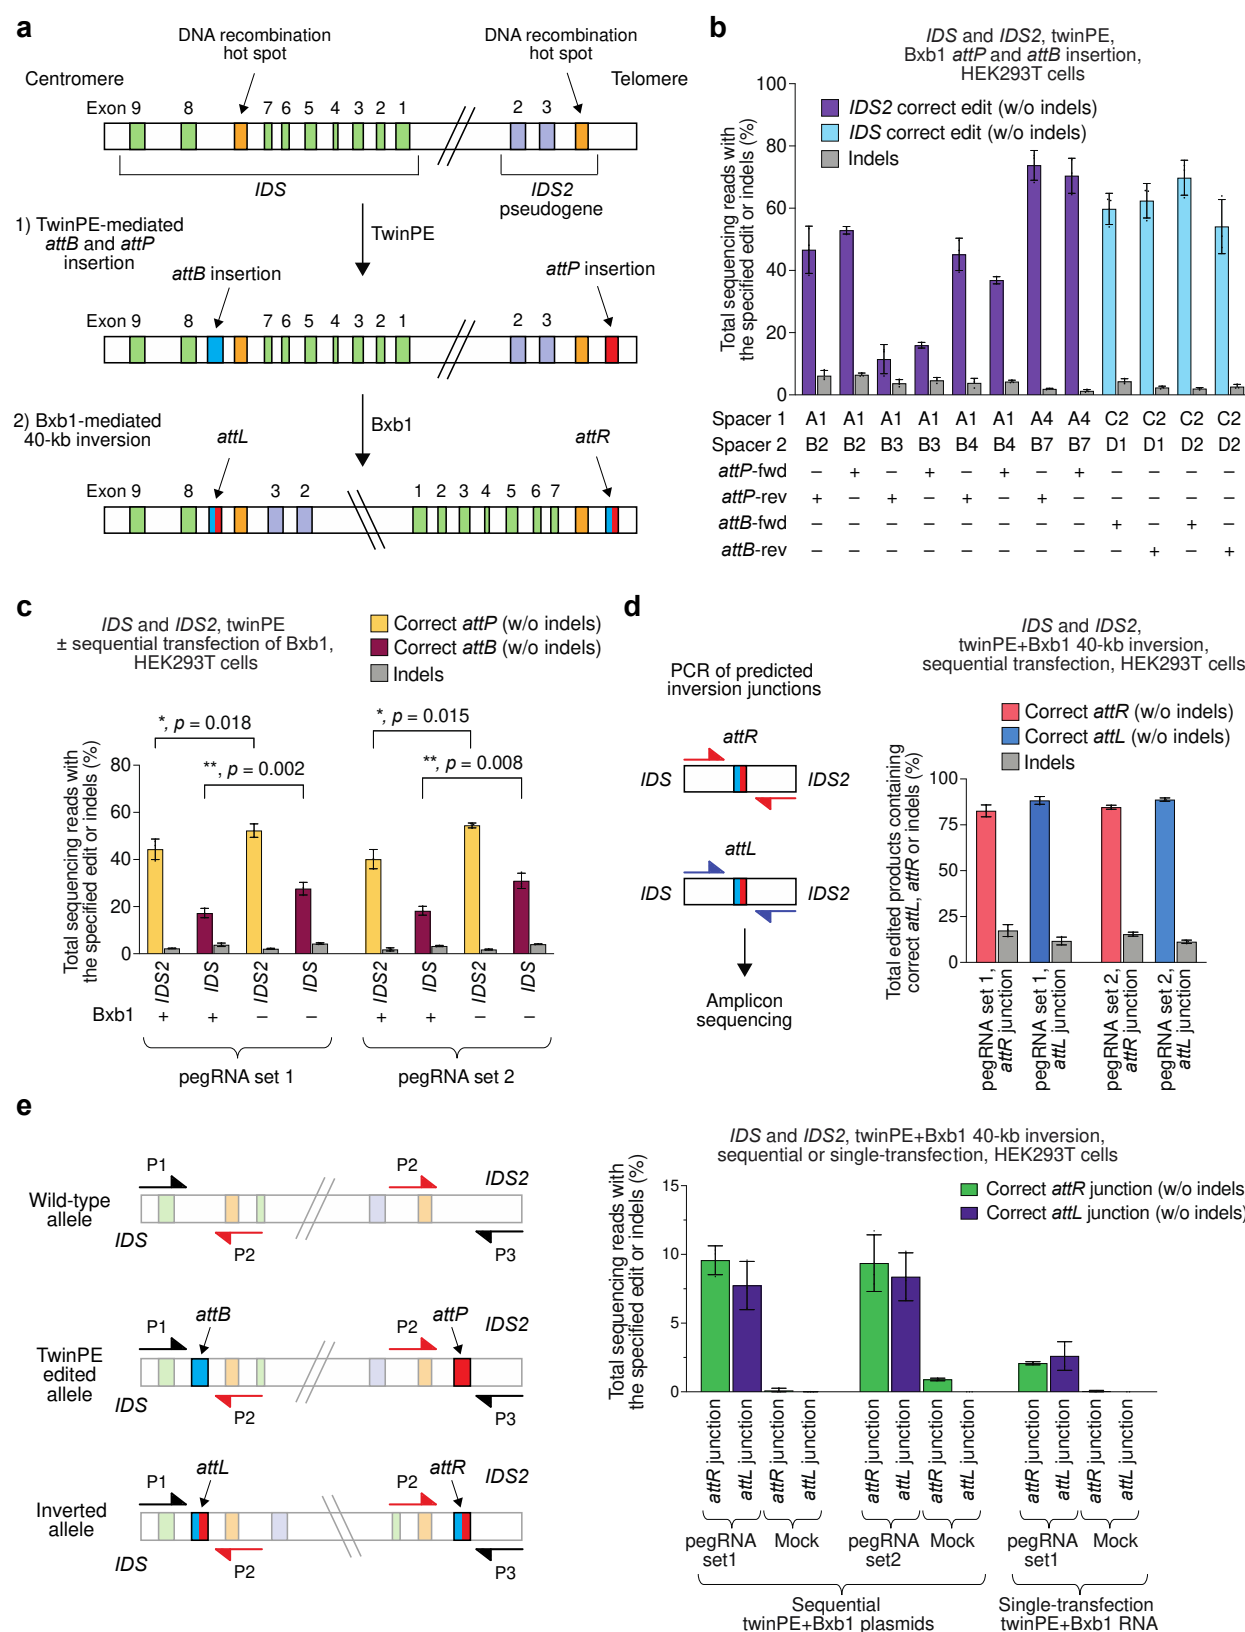 a
DNA recombination
hot spot
DNA recombination
hot spot
Centromere
Telomere
Exon 9 8 7 6 5 4 3 2 1 2 3
IDS
IDS2
pseudogene
1) TwinPE-mediated
attB and attP
insertion
TwinPE
attB insertion
attP insertion
Exon 9 8 7 6 5 4 3 2 1 2 3
2) Bxb1-mediated
40-kb inversion
Bxb1
attL
attR
Exon 9 8 3 2 1 2 3 4 5 6 7
b
IDS and IDS2, twinPE,
Bxb1 attP and attB insertion,
HEK293T cells
IDS2 correct edit (w/o indels)
IDS correct edit (w/o indels)
Indels
Total sequencing reads with
the specified edit or indels (%)
100
80
60
40
20
0
Spacer 1 A1 A1 A1 A1 A1 A1 A4 A4 C2 C2 C2 C2
Spacer 2 B2 B2 B3 B3 B4 B4 B7 B7 D1 D1 D2 D2
attP-fwd – + – + – + – + – – – –
attP-rev + – + – + – + – – – – –
attB-fwd – – – – – – – – + – + –
attB-rev – – – – – – – – – + – +
c
IDS and IDS2, twinPE
± sequential transfection of Bxb1,
HEK293T cells
Correct attP (w/o indels)
Correct attB (w/o indels)
Indels
*, p = 0.018
**, p = 0.002
*, p = 0.015
**, p = 0.008
Total sequencing reads with
the specified edit or indels (%)
80
60
40
20
0
IDS2 IDS IDS2 IDS IDS2 IDS IDS2 IDS
Bxb1 + + – – + + – –
pegRNA set 1
pegRNA set 2
d
PCR of predicted
inversion junctions
attR
IDS IDS2
attL
IDS IDS2
Amplicon
sequencing
IDS and IDS2,
twinPE+Bxb1 40-kb inversion,
sequential transfection, HEK293T cells
Correct attR (w/o indels)
Correct attL (w/o indels)
Indels
Total edited products containing
correct attL, attR or indels (%)
100
75
50
25
0
pegRNA set 1,
attR junction
pegRNA set 1,
attL junction
pegRNA set 2,
attR junction
pegRNA set 2,
attL junction
e
P1 P2 IDS2
Wild-type
allele
IDS P2 P3
P1 attB P2 attP IDS2
TwinPE
edited
allele
IDS P2 P3
P1 attL P2 attR IDS2
Inverted
allele
IDS P2 P3
IDS and IDS2, twinPE+Bxb1 40-kb inversion,
sequential or single-transfection, HEK293T cells
Correct attR junction (w/o indels
Correct attL junction (w/o indels)
Total sequencing reads with
the specified edit or indels (%)
15
10
5
0
attR junction
attL junction
attR junction
attL junction
attR junction
attL junction
attR junction
attL junction
attR junction
attL junction
attR junction
attL junction
pegRNA
set1
Mock
pegRNA
set2
Mock
pegRNA
set1
Mock
Sequential
twinPE+Bxb1 plasmids
Single-transfection
twinPE+Bxb1 RNA